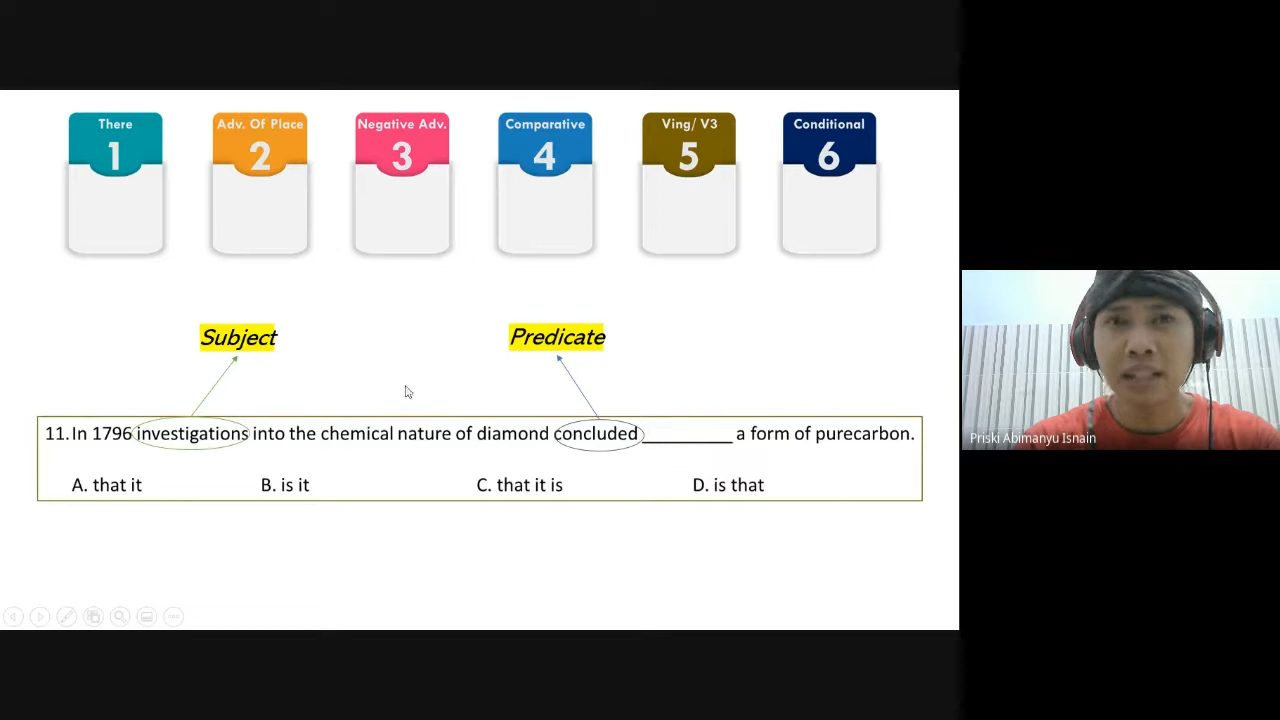 There
1
Adv. Of Place
2
Negative Adv.
3
Comparative
4
Ving/ V3
5
Conditional
6
Subject
Predicate
11. In 1796 investigations into the chemical nature of diamond concluded _________ a form of purecarbon.
A. that it B. is it C. that it is D. is that
Priski Abimanyu Isnain